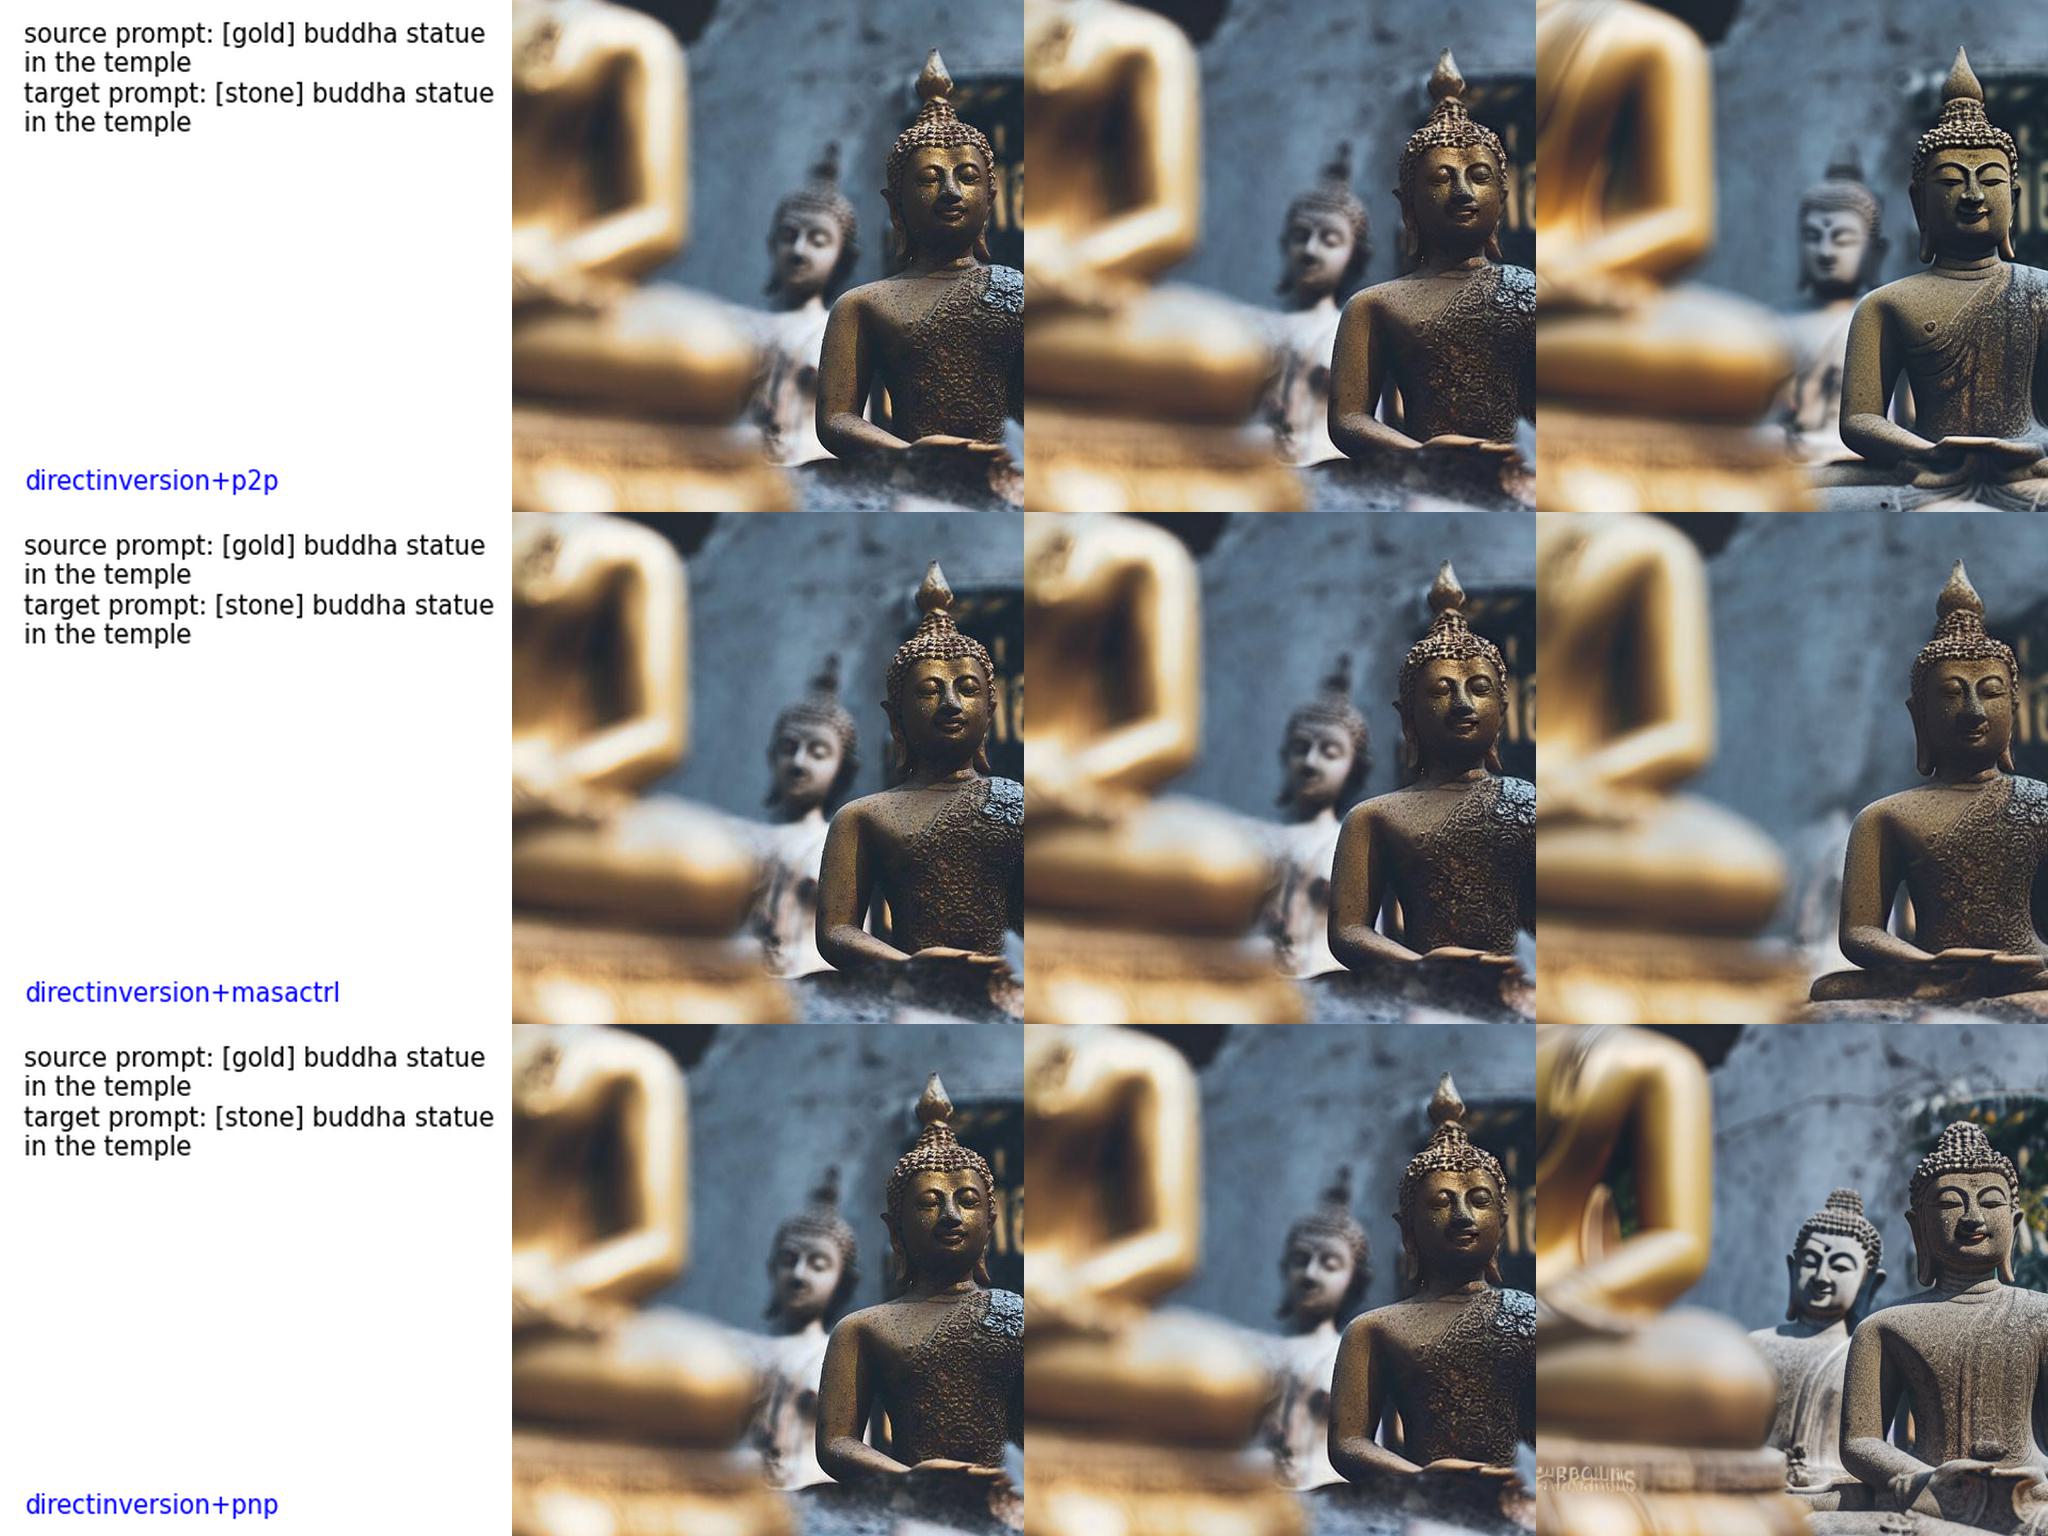 source prompt: [gold] buddha statue
in the temple
target prompt: [stone] buddha statue
in the temple
directinversion+p2p
source prompt: [gold] buddha statue
in the temple
target prompt: [stone] buddha statue
in the temple
directinversion+masactrl
source prompt: [gold] buddha statue
in the temple
target prompt: [stone] buddha statue
in the temple
directinversion+pnp